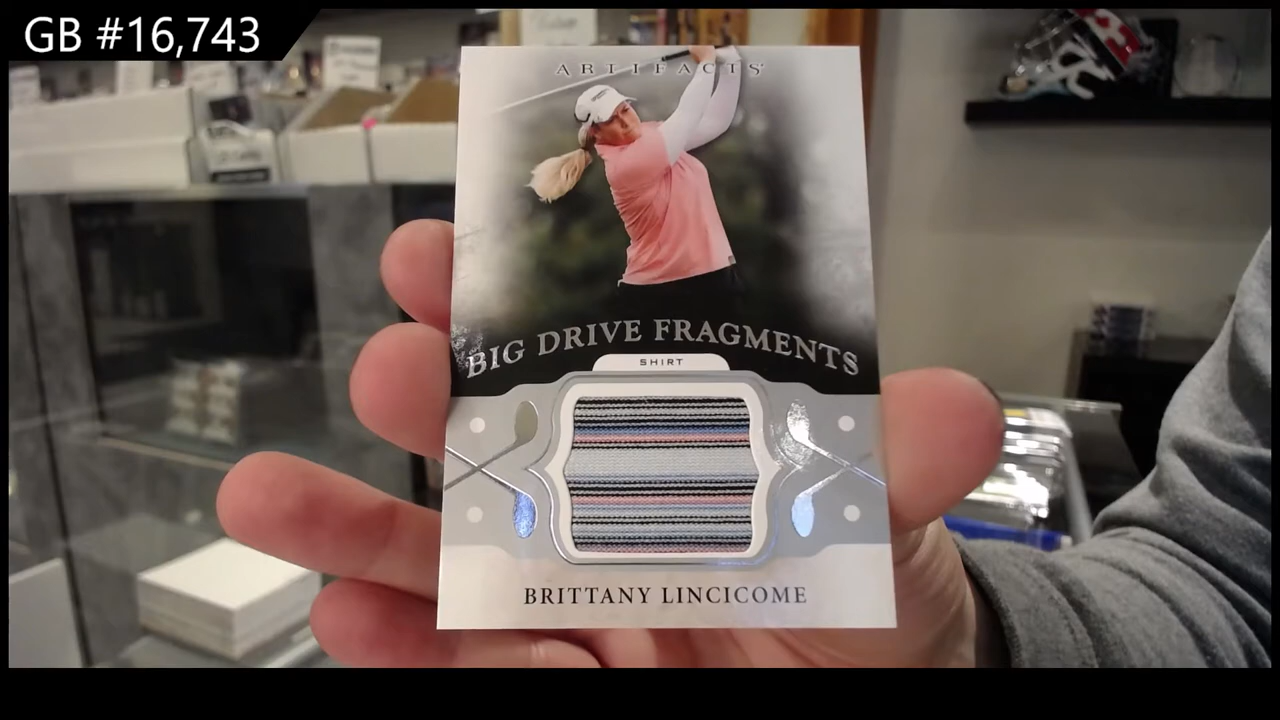 GB #16,743
ARTIFACTS
BIG DRIVE FRAGMENTS
SHIRT
BRITTANY LINCICOME